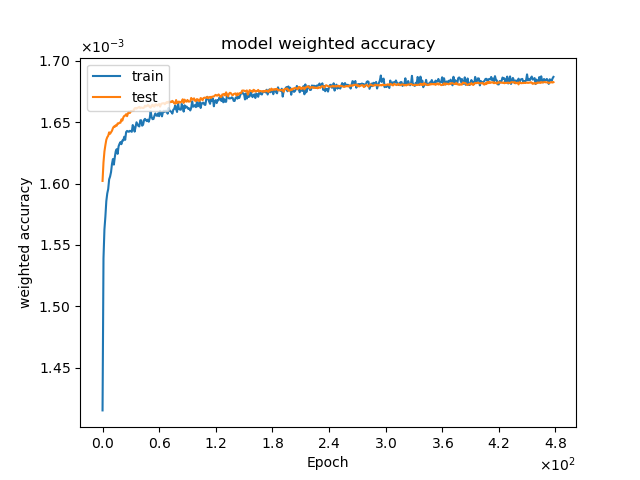 model weighted accuracy
×10⁻³
1.70
1.65
1.60
1.55
1.50
1.45
weighted accuracy
train
test
0.0 0.6 1.2 1.8 2.4 3.0 3.6 4.2 4.8
Epoch
×10²